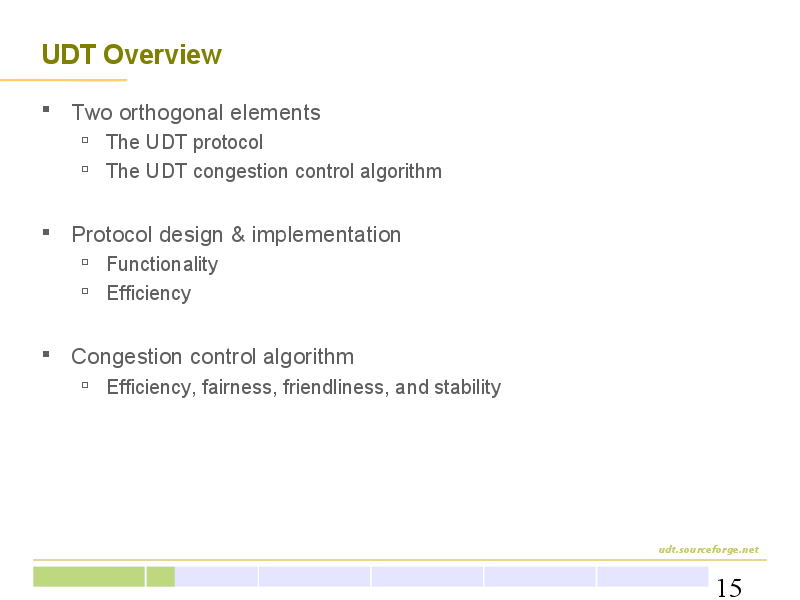 UDT Overview
Two orthogonal elements
The UDT protocol
The UDT congestion control algorithm
Protocol design & implementation
Functionality
Efficiency
Congestion control algorithm
Efficiency, fairness, friendliness, and stability
udt.sourceforge.net
15